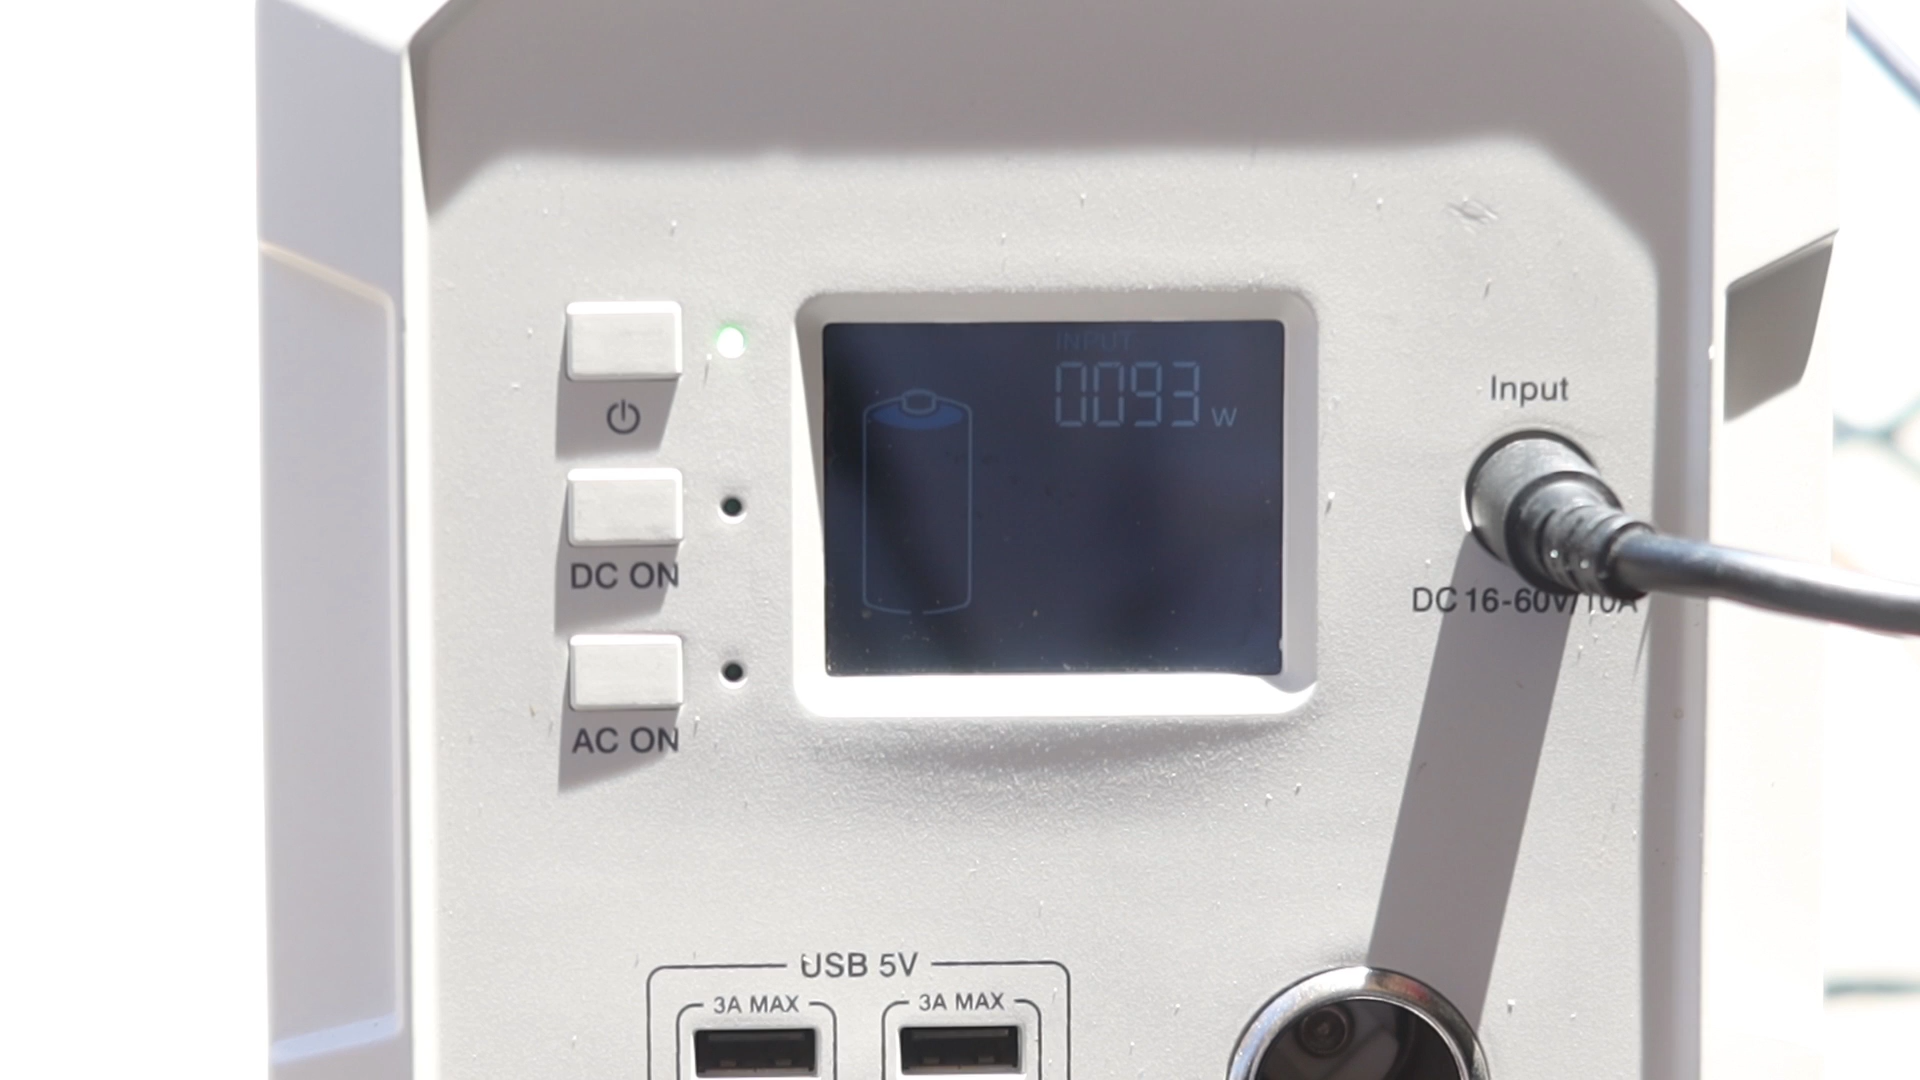 INPUT
0093 W
Input
DC ON
DC 16-60V/10A
AC ON
USB 5V
3A MAX
3A MAX